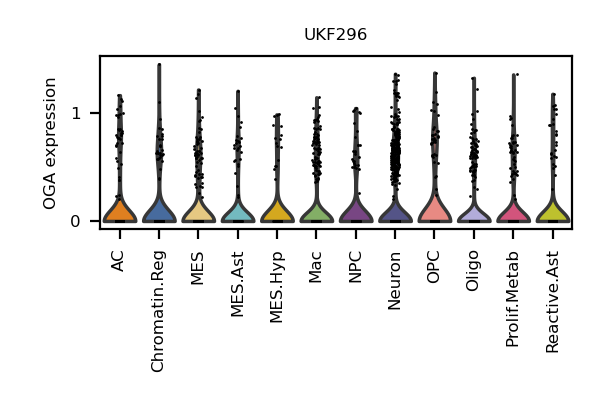 UKF296
OGA expression
1
0
AC
Chromatin.Reg
MES
MES.Ast
MES.Hyp
Mac
NPC
Neuron
OPC
Oligo
Prolif.Metab
Reactive.Ast